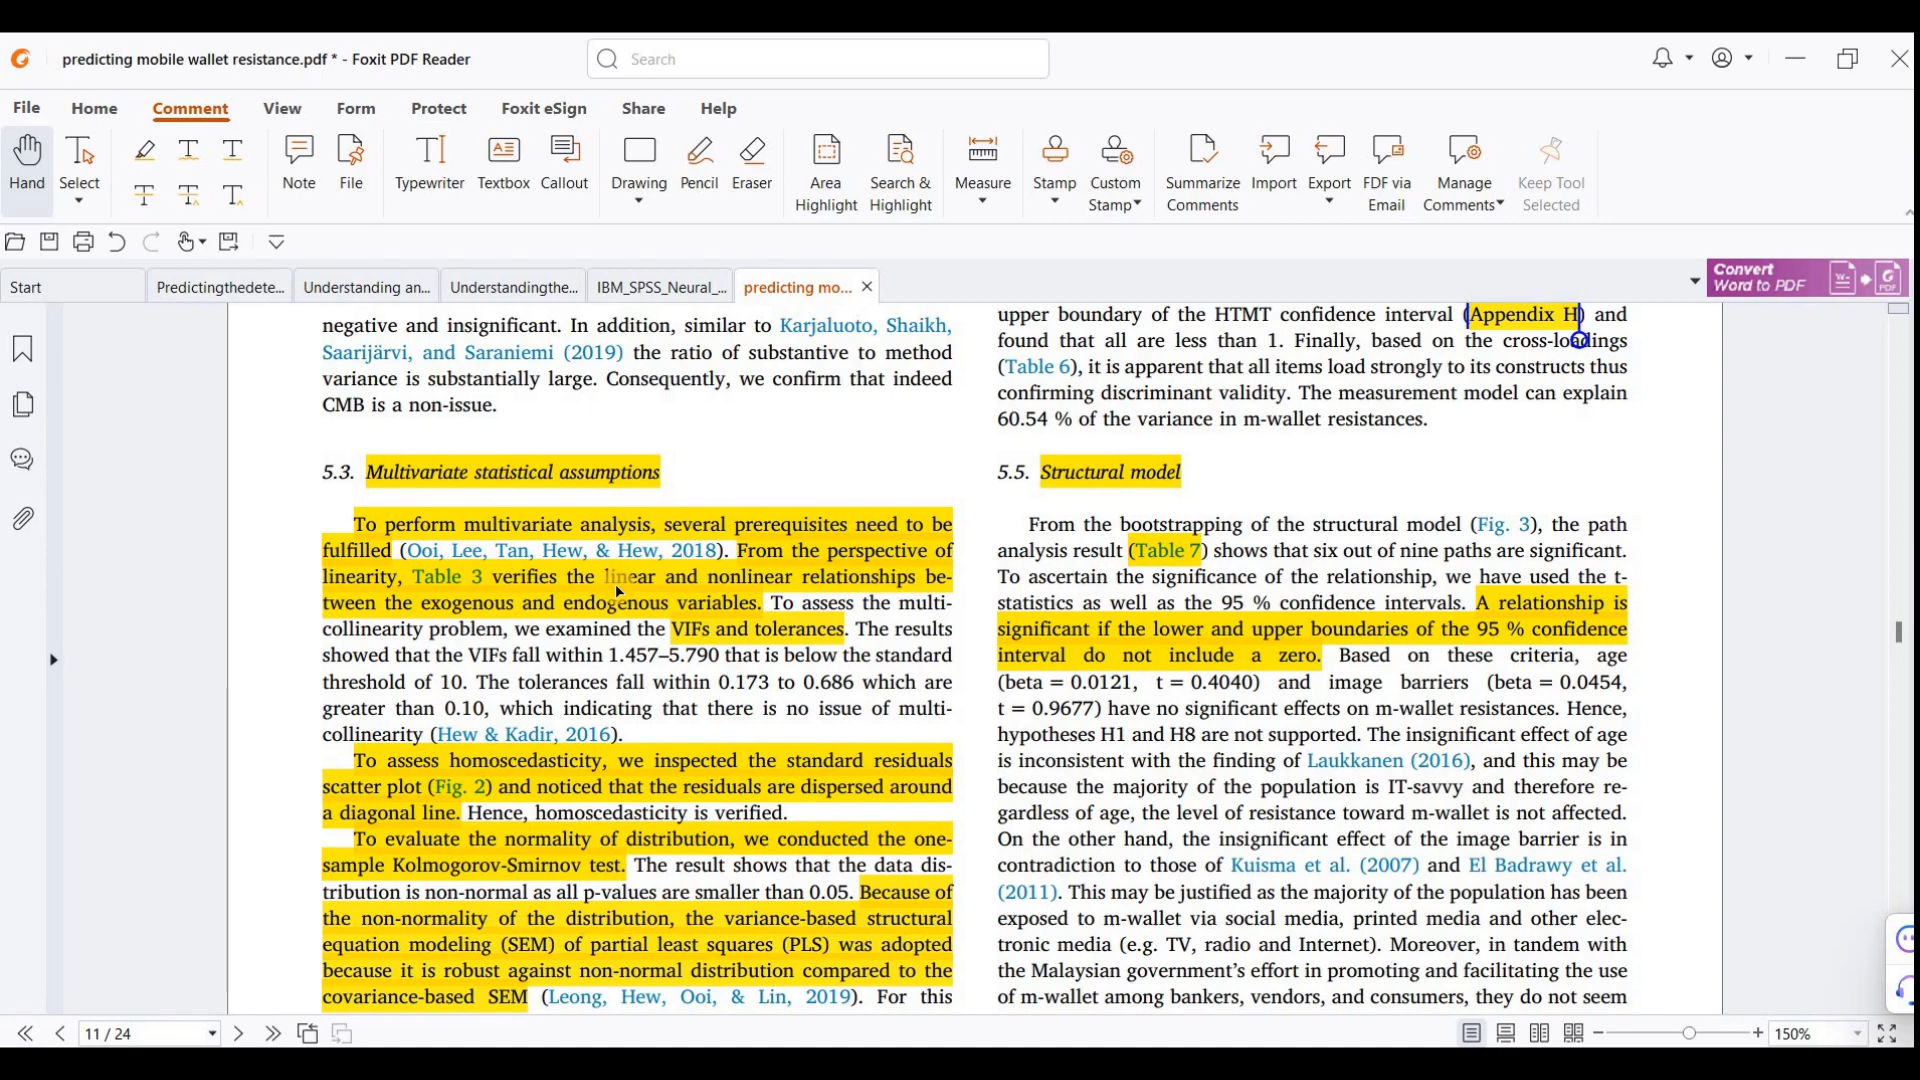 predicting mobile wallet resistance.pdf * - Foxit PDF Reader
Search
File
Home
Comment
View
Form
Protect
Foxit eSign
Share
Help
Hand
Select
Note
File
Typewriter
Textbox
Callout
Drawing
Pencil
Eraser
Area Highlight
Search & Highlight
Measure
Stamp
Custom Stamp
Summarize Comments
Import
Export
FDF via Email
Manage Comments
Keep Tool Selected
Start
Predictingthedete...
Understanding an...
Understandingthe...
IBM_SPSS_Neural_...
predicting mo...
Convert
Word to PDF
negative and insignificant. In addition, similar to Karjaluoto, Shaikh,
Saarijärvi, and Saraniemi (2019) the ratio of substantive to method
variance is substantially large. Consequently, we confirm that indeed
CMB is a non-issue.
5.3. Multivariate statistical assumptions
To perform multivariate analysis, several prerequisites need to be
fulfilled (Ooi, Lee, Tan, Hew, & Hew, 2018). From the perspective of
linearity, Table 3 verifies the linear and nonlinear relationships be-
tween the exogenous and endogenous variables. To assess the multi-
collinearity problem, we examined the VIFs and tolerances. The results
showed that the VIFs fall within 1.457–5.790 that is below the standard
threshold of 10. The tolerances fall within 0.173 to 0.686 which are
greater than 0.10, which indicating that there is no issue of multi-
collinearity (Hew & Kadir, 2016).
To assess homoscedasticity, we inspected the standard residuals
scatter plot (Fig. 2) and noticed that the residuals are dispersed around
a diagonal line. Hence, homoscedasticity is verified.
To evaluate the normality of distribution, we conducted the one-
sample Kolmogorov-Smirnov test. The result shows that the data dis-
tribution is non-normal as all p-values are smaller than 0.05. Because of
the non-normality of the distribution, the variance-based structural
equation modeling (SEM) of partial least squares (PLS) was adopted
because it is robust against non-normal distribution compared to the
covariance-based SEM (Leong, Hew, Ooi, & Lin, 2019). For this
upper boundary of the HTMT confidence interval (Appendix H) and
found that all are less than 1. Finally, based on the cross-loadings
(Table 6), it is apparent that all items load strongly to its constructs thus
confirming discriminant validity. The measurement model can explain
60.54 % of the variance in m-wallet resistances.
5.5. Structural model
From the bootstrapping of the structural model (Fig. 3), the path
analysis result (Table 7) shows that six out of nine paths are significant.
To ascertain the significance of the relationship, we have used the t-
statistics as well as the 95 % confidence intervals. A relationship is
significant if the lower and upper boundaries of the 95 % confidence
interval do not include a zero. Based on these criteria, age
(beta = 0.0121, t = 0.4040) and image barriers (beta = 0.0454,
t = 0.9677) have no significant effects on m-wallet resistances. Hence,
hypotheses H1 and H8 are not supported. The insignificant effect of age
is inconsistent with the finding of Laukkanen (2016), and this may be
because the majority of the population is IT-savvy and therefore re-
gardless of age, the level of resistance toward m-wallet is not affected.
On the other hand, the insignificant effect of the image barrier is in
contradiction to those of Kuisma et al. (2007) and El Badrawy et al.
(2011). This may be justified as the majority of the population has been
exposed to m-wallet via social media, printed media and other elec-
tronic media (e.g. TV, radio and Internet). Moreover, in tandem with
the Malaysian government's effort in promoting and facilitating the use
of m-wallet among bankers, vendors, and consumers, they do not seem
11 / 24
150%